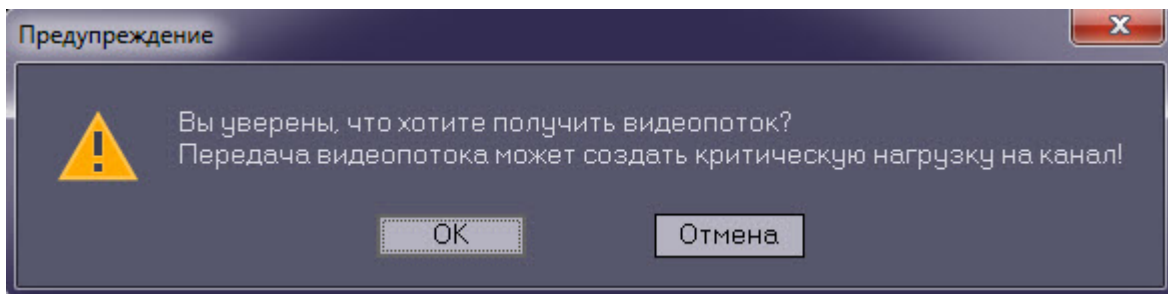 Предупреждение
Вы уверены, что хотите получить видеопоток?
Передача видеопотока может создать критическую нагрузку на канал!
OK
Отмена